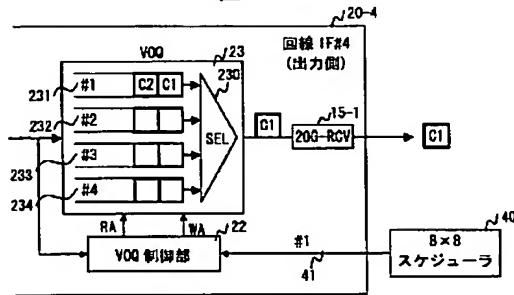 20-4
VOQ
23
回線 IF#4
(出力側)
230
231
#1
C2 C1
15-1
232
#2
C1
20G-RCV
C1
SEL
233
#3
234
#4
RA
WA
22
40
VOQ 制御部
#1
41
8×8
スケジューラ